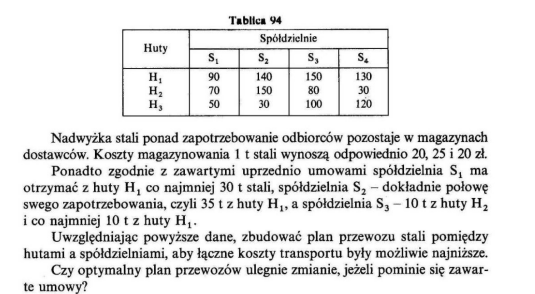 Tablica 94
Huty Spółdzielnie
S₁ S₂ S₃ S₄
H₁ 90 140 150 130
H₂ 70 150 80 30
H₃ 50 30 100 120
Nadwyżka stali ponad zapotrzebowanie odbiorców pozostaje w magazynach
dostawców. Koszty magazynowania 1 t stali wynoszą odpowiednio 20, 25 i 20 zł.
Ponadto zgodnie z zawartymi uprzednio umowami spółdzielnia S₁ ma
otrzymać z huty H₁ co najmniej 30 t stali, spółdzielnia S₂ – dokładnie połowę
swego zapotrzebowania, czyli 35 t z huty H₁, a spółdzielnia S₃ – 10 t z huty H₂
i co najmniej 10 t z huty H₁.
Uwzględniając powyższe dane, zbudować plan przewozu stali pomiędzy
hutami a spółdzielniami, aby łączne koszty transportu były możliwie najniższe.
Czy optymalny plan przewozów ulegnie zmianie, jeżeli pominie się zawar-
te umowy?